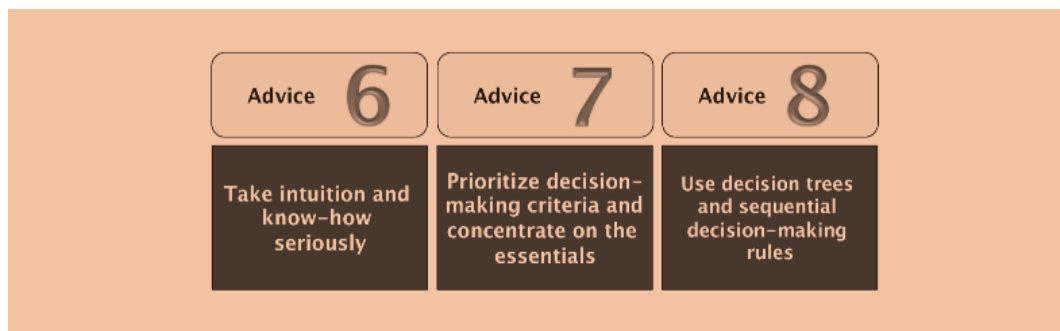 Advice 6
Take intuition and
know-how
seriously
Advice 7
Prioritize decision-
making criteria and
concentrate on the
essentials
Advice 8
Use decision trees
and sequential
decision-making
rules